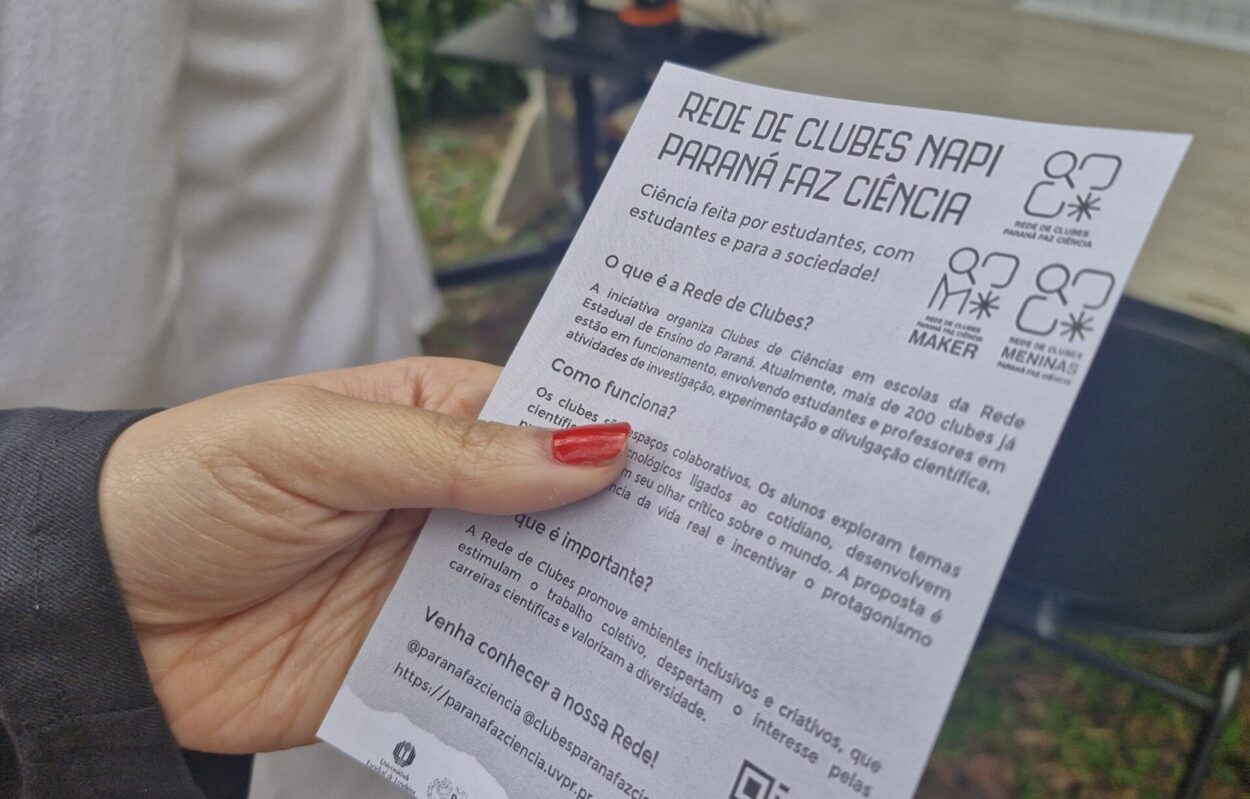 REDE DE CLUBES NAPI
PARANÁ FAZ CIÊNCIA
Ciência feita por estudantes, com
estudantes e para a sociedade!
REDE DE CLUBES
PARANÁ FAZ CIÊNCIA
REDE DE CLUBES
PARANÁ FAZ CIÊNCIA
MAKER
REDE DE CLUBES
MENINAS
PARANÁ FAZ CIÊNCIA
O que é a Rede de Clubes?
A iniciativa organiza Clubes de Ciências em escolas da Rede
Estadual de Ensino do Paraná. Atualmente, mais de 200 clubes já
estão em funcionamento, envolvendo estudantes e professores em
atividades de investigação, experimentação e divulgação científica.
Como funciona?
Os clubes são espaços colaborativos. Os alunos exploram temas
ligados ao cotidiano, desenvolvem
seu olhar crítico sobre o mundo. A proposta é
da vida real e incentivar o protagonismo
que é importante?
A Rede de Clubes promove ambientes inclusivos e criativos, que
estimulam o trabalho coletivo, despertam o interesse pelas
carreiras científicas e valorizam a diversidade.
Venha conhecer a nossa Rede!
@paranafazciencia @clubesparanafazcie
https://paranafazciencia.uvpr.pr
Universidade